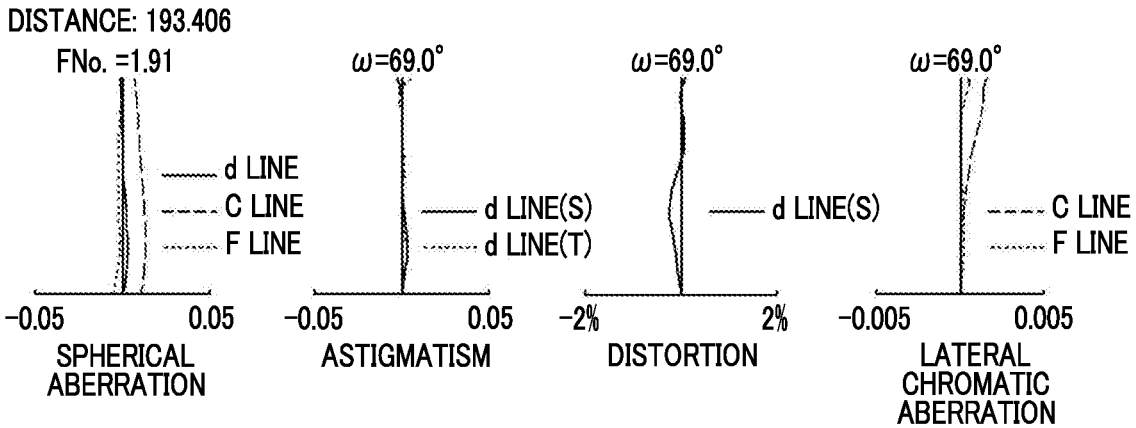 DISTANCE: 193.406
FNo. =1.91
d LINE
C LINE
F LINE
-0.05 0.05
SPHERICAL
ABERRATION
ω=69.0°
d LINE(S)
d LINE(T)
-0.05 0.05
ASTIGMATISM
ω=69.0°
d LINE(S)
-2% 2%
DISTORTION
ω=69.0°
C LINE
F LINE
-0.005 0.005
LATERAL
CHROMATIC
ABERRATION